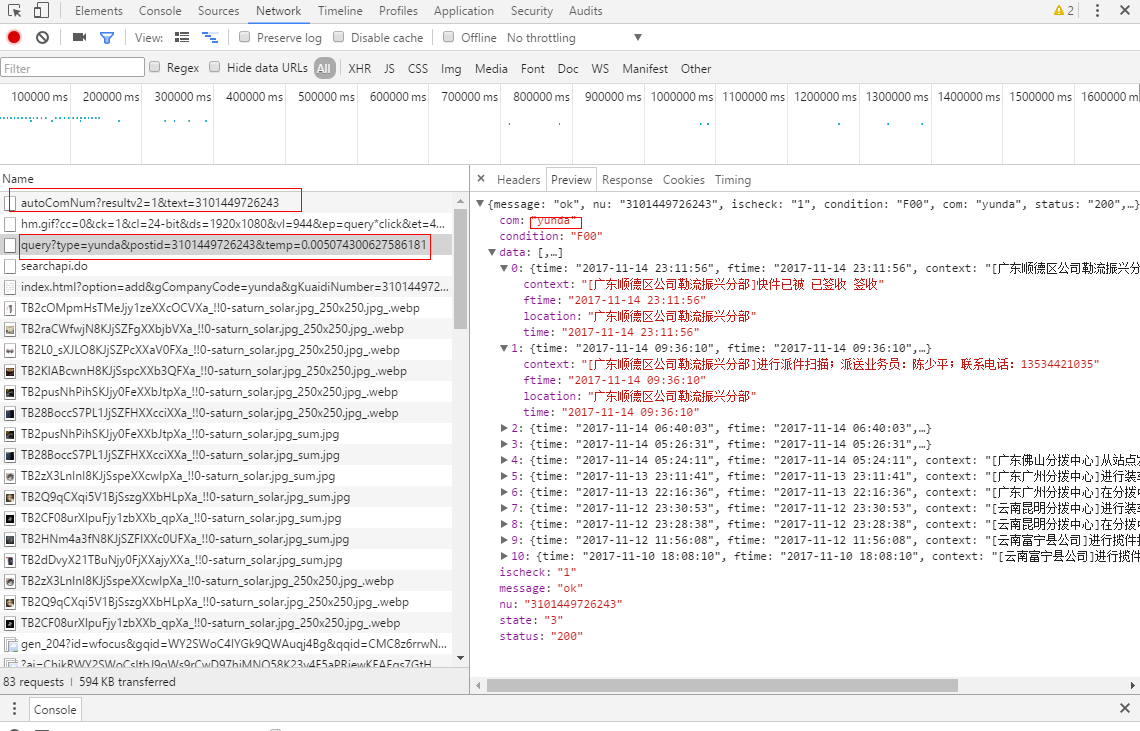 Elements Console Sources Network Timeline Profiles Application Security Audits 2
View: Preserve log Disable cache Offline No throttling
Filter Regex Hide data URLs All XHR JS CSS Img Media Font Doc WS Manifest Other
100000 ms 200000 ms 300000 ms 400000 ms 500000 ms 600000 ms 700000 ms 800000 ms 900000 ms 1000000 ms 1100000 ms 1200000 ms 1300000 ms 1400000 ms 1500000 ms 1600000 ms
Name
autoComNum?resultv2=1&text=3101449726243
hm.gif?cc=0&ck=1&cl=24-bit&ds=1920x1080&vl=944&ep=query*click&et=4...
query?type=yunda&postid=3101449726243&temp=0.005074300627586181
searchapi.do
index.html?option=add&gCompanyCode=yunda&gKuaidiNumber=310144972...
TB2cOMpmHsTMeJjy1zeXXcOCVXa_!!0-saturn_solar.jpg_250x250.jpg_.webp
TB2raCWfwjN8KJjSZFgXXbjbVXa_!!0-saturn_solar.jpg_250x250.jpg_.webp
TB2L0_sXJLO8KJjSZPcXXaV0FXa_!!0-saturn_solar.jpg_250x250.jpg_.webp
TB2KlABcwnH8KJjSspcXXb3QFXa_!!0-saturn_solar.jpg_250x250.jpg_.webp
TB2pusNhPihSKJjy0FeXXbJtpXa_!!0-saturn_solar.jpg_250x250.jpg_.webp
TB28BoccS7PL1JjSZFHXXcciXXa_!!0-saturn_solar.jpg_250x250.jpg_.webp
TB2pusNhPihSKJjy0FeXXbJtpXa_!!0-saturn_solar.jpg_sum.jpg
TB28BoccS7PL1JjSZFHXXcciXXa_!!0-saturn_solar.jpg_sum.jpg
TB2zX3LnInI8KJjSspeXXcwIpXa_!!0-saturn_solar.jpg_sum.jpg
TB2Q9qCXqi5V1BjSszgXXbHLpXa_!!0-saturn_solar.jpg_sum.jpg
TB2CF08urXlpuFjy1zbXXb_qpXa_!!0-saturn_solar.jpg_sum.jpg
TB2HNm4a3fN8KJjSZFIXXc0UFXa_!!0-saturn_solar.jpg_sum.jpg
TB2dDvyX21TBuNjy0FjXXajyXXa_!!0-saturn_solar.jpg_sum.jpg
TB2zX3LnInI8KJjSspeXXcwIpXa_!!0-saturn_solar.jpg_250x250.jpg_.webp
TB2Q9qCXqi5V1BjSszgXXbHLpXa_!!0-saturn_solar.jpg_250x250.jpg_.webp
TB2CF08urXlpuFjy1zbXXb_qpXa_!!0-saturn_solar.jpg_250x250.jpg_.webp
gen_204?id=wfocus&gqid=WY2SWoC4IYGk9QWAuqj4Bg&qqid=CMC8z6rrwN...
83 requests | 594 KB transferred
Headers Preview Response Cookies Timing
{message: "ok", nu: "3101449726243", ischeck: "1", condition: "F00", com: "yunda", status: "200",…}
com: "yunda"
condition: "F00"
data: [,…]
0: {time: "2017-11-14 23:11:56", ftime: "2017-11-14 23:11:56", context: "[广东顺德区公司勒流振兴分
context: "[广东顺德区公司勒流振兴分部]快件已被 已签收 签收"
ftime: "2017-11-14 23:11:56"
location: "广东顺德区公司勒流振兴分部"
time: "2017-11-14 23:11:56"
1: {time: "2017-11-14 09:36:10", ftime: "2017-11-14 09:36:10",…}
context: "[广东顺德区公司勒流振兴分部]进行派件扫描；派送业务员：陈少平；联系电话：13534421035"
ftime: "2017-11-14 09:36:10"
location: "广东顺德区公司勒流振兴分部"
time: "2017-11-14 09:36:10"
2: {time: "2017-11-14 06:40:03", ftime: "2017-11-14 06:40:03",…}
3: {time: "2017-11-14 05:26:31", ftime: "2017-11-14 05:26:31",…}
4: {time: "2017-11-14 05:24:11", ftime: "2017-11-14 05:24:11", context: "[广东佛山分拨中心]从站点
5: {time: "2017-11-13 23:11:41", ftime: "2017-11-13 23:11:41", context: "[广东广州分拨中心]进行装
6: {time: "2017-11-13 22:16:36", ftime: "2017-11-13 22:16:36", context: "[广东广州分拨中心]在分拨
7: {time: "2017-11-12 23:30:53", ftime: "2017-11-12 23:30:53", context: "[云南昆明分拨中心]进行装
8: {time: "2017-11-12 23:28:38", ftime: "2017-11-12 23:28:38", context: "[云南昆明分拨中心]在分拨
9: {time: "2017-11-12 11:56:08", ftime: "2017-11-12 11:56:08", context: "[云南富宁县公司]进行揽件
10: {time: "2017-11-10 18:08:10", ftime: "2017-11-10 18:08:10", context: "[云南富宁县公司]进行揽件
ischeck: "1"
message: "ok"
nu: "3101449726243"
state: "3"
status: "200"
Console